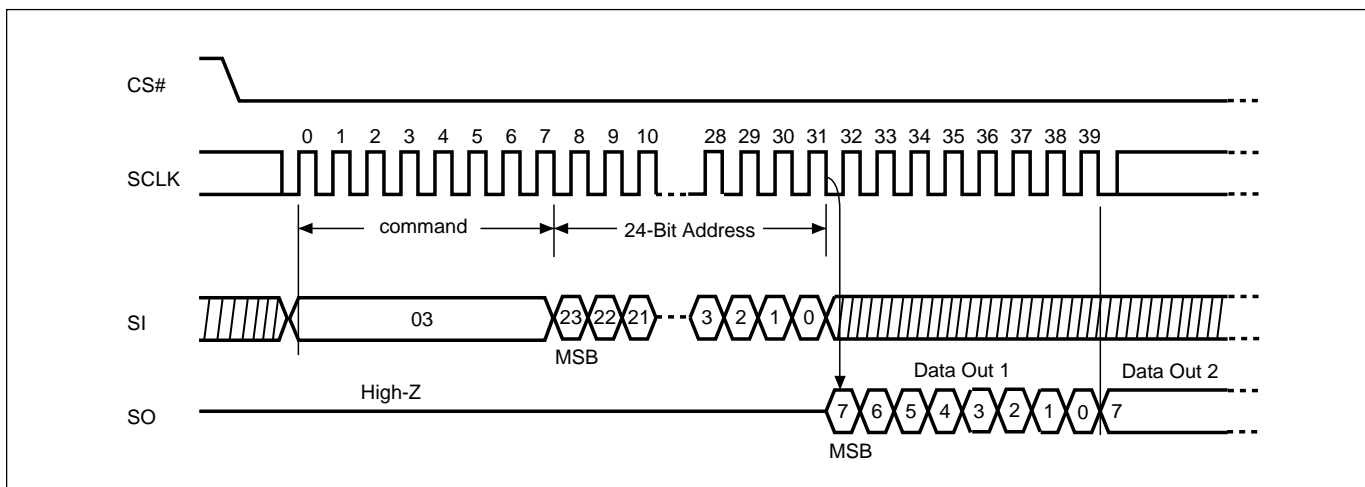 CS#
0 1 2 3 4 5 6 7 8 9 10 28 29 30 31 32 33 34 35 36 37 38 39
SCLK
command 24-Bit Address
SI 03 23 22 21 3 2 1 0
MSB Data Out 1 Data Out 2
High-Z
SO 7 6 5 4 3 2 1 0 7
MSB